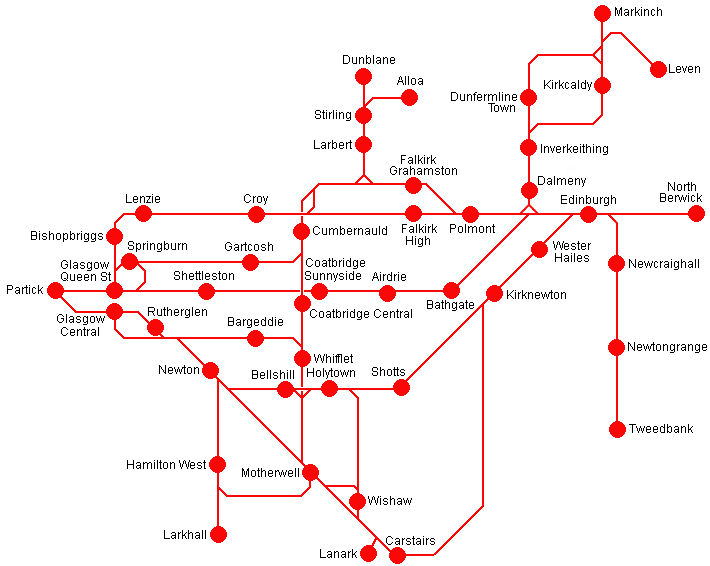 Markinch
Dunblane
Leven
Alloa
Kirkcaldy
Dunfermline
Town
Stirling
Larbert
Inverkeithing
Falkirk
Grahamston
Dalmeny
North
Berwick
Lenzie
Croy
Edinburgh
Bishopbriggs
Cumbernauld
Falkirk
High
Polmont
Springburn
Gartcosh
Wester
Hailes
Newcraighall
Glasgow
Queen St
Shettleston
Coatbridge
Sunnyside
Airdrie
Partick
Bathgate
Kirknewton
Coatbridge Central
Glasgow
Central
Rutherglen
Bargeddie
Newtongrange
Whifflet
Newton
Bellshill
Holytown
Shotts
Tweedbank
Hamilton West
Motherwell
Wishaw
Larkhall
Lanark
Carstairs